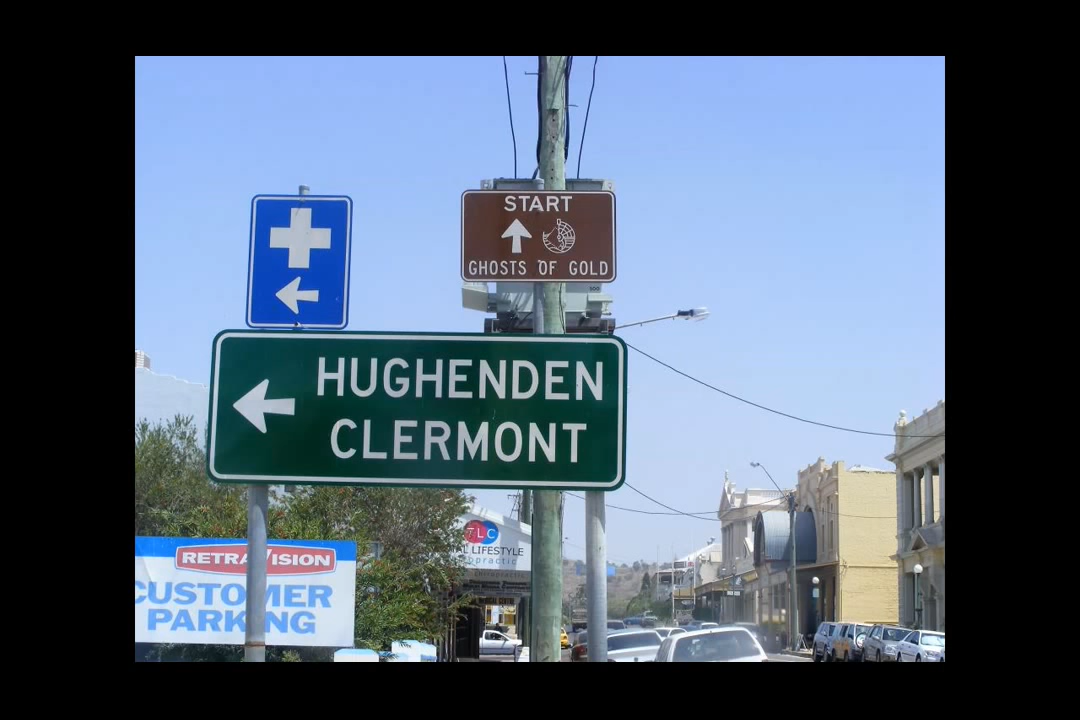 START
GHOSTS OF GOLD
HUGHENDEN
CLERMONT
RETRAVISION
CUSTOMER
PARKING
TLC
LIFESTYLE